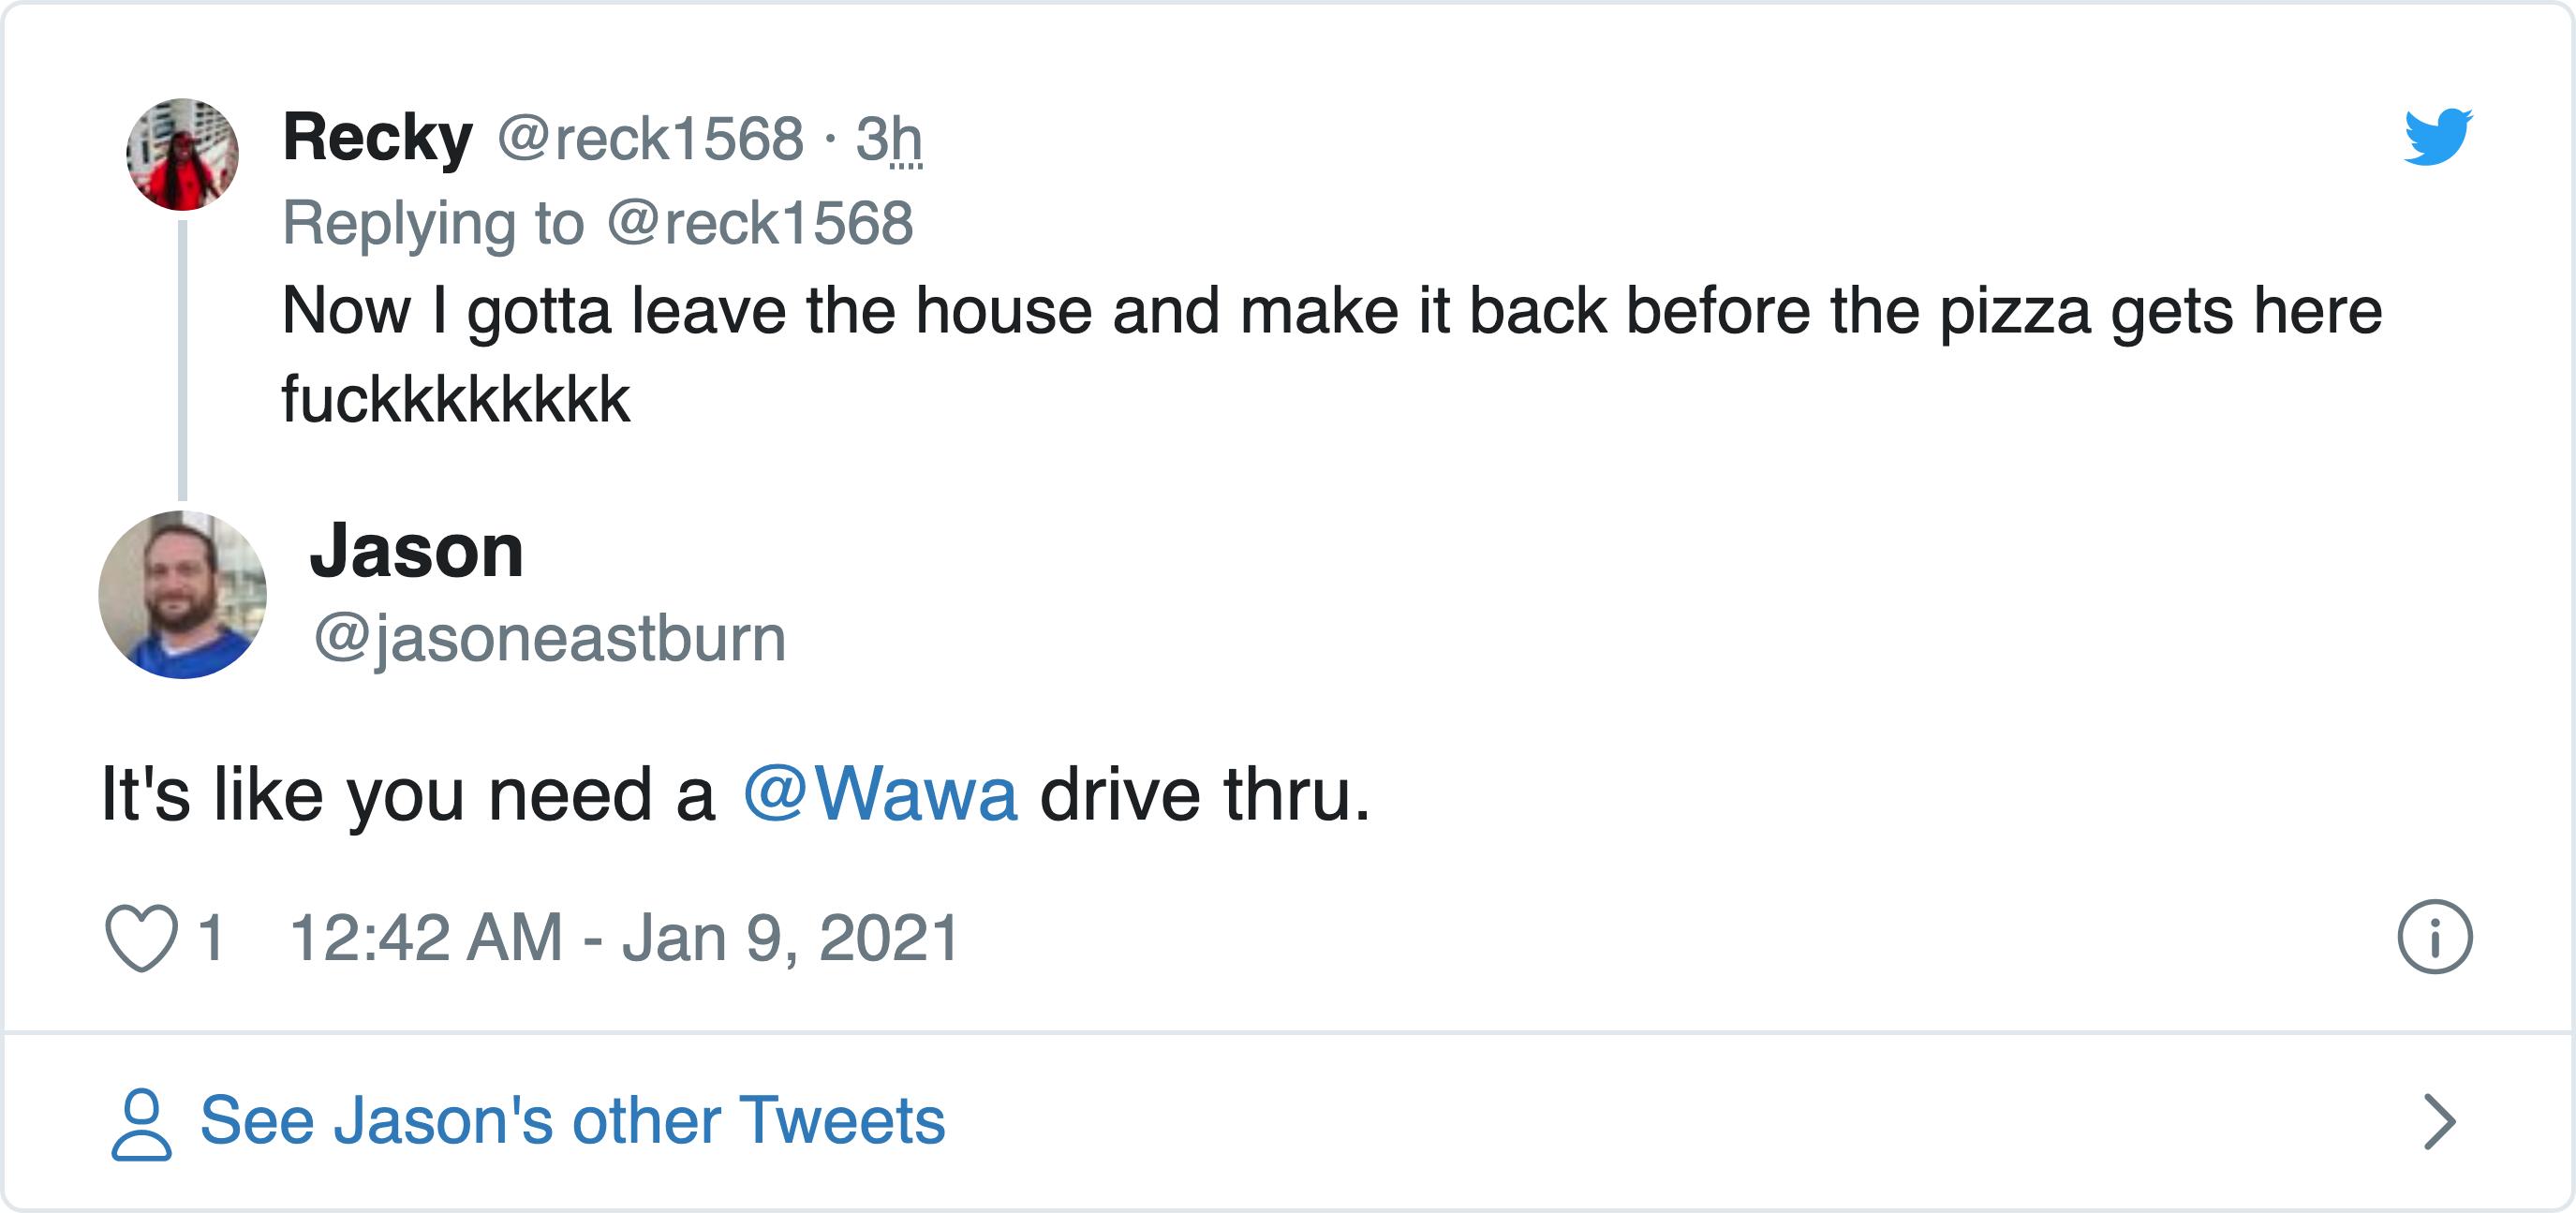 Recky @reck1568 · 3h
Replying to @reck1568
Now I gotta leave the house and make it back before the pizza gets here
fuckkkkkkkk
Jason
@jasoneastburn
It's like you need a @Wawa drive thru.
1 12:42 AM - Jan 9, 2021
See Jason's other Tweets